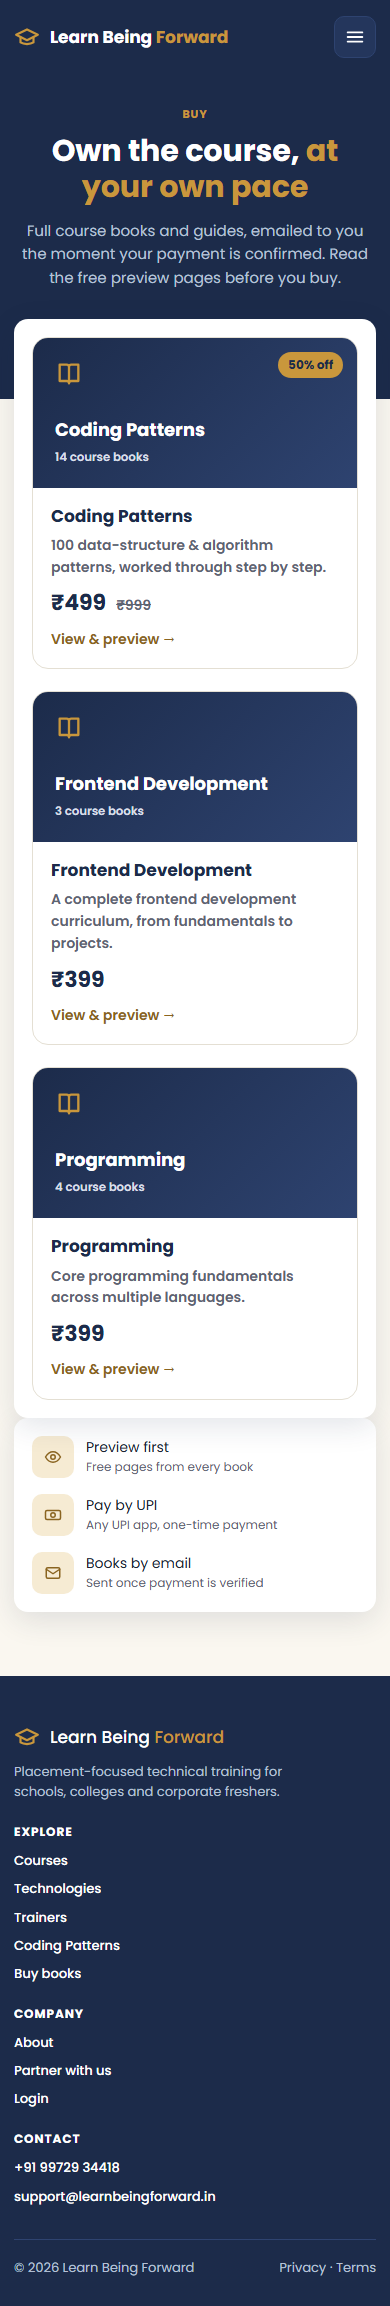 Learn Being Forward
BUY
Own the course, at
your own pace
Full course books and guides, emailed to you
the moment your payment is confirmed. Read
the free preview pages before you buy.
50% off
Coding Patterns
14 course books
Coding Patterns
100 data-structure & algorithm
patterns, worked through step by step.
₹499 ₹999
View & preview →
Frontend Development
3 course books
Frontend Development
A complete frontend development
curriculum, from fundamentals to
projects.
₹399
View & preview →
Programming
4 course books
Programming
Core programming fundamentals
across multiple languages.
₹399
View & preview →
Preview first
Free pages from every book
Pay by UPI
Any UPI app, one-time payment
Books by email
Sent once payment is verified
Learn Being Forward
Placement-focused technical training for
schools, colleges and corporate freshers.
EXPLORE
Courses
Technologies
Trainers
Coding Patterns
Buy books
COMPANY
About
Partner with us
Login
CONTACT
+91 99729 34418
support@learnbeingforward.in
© 2026 Learn Being Forward Privacy · Terms